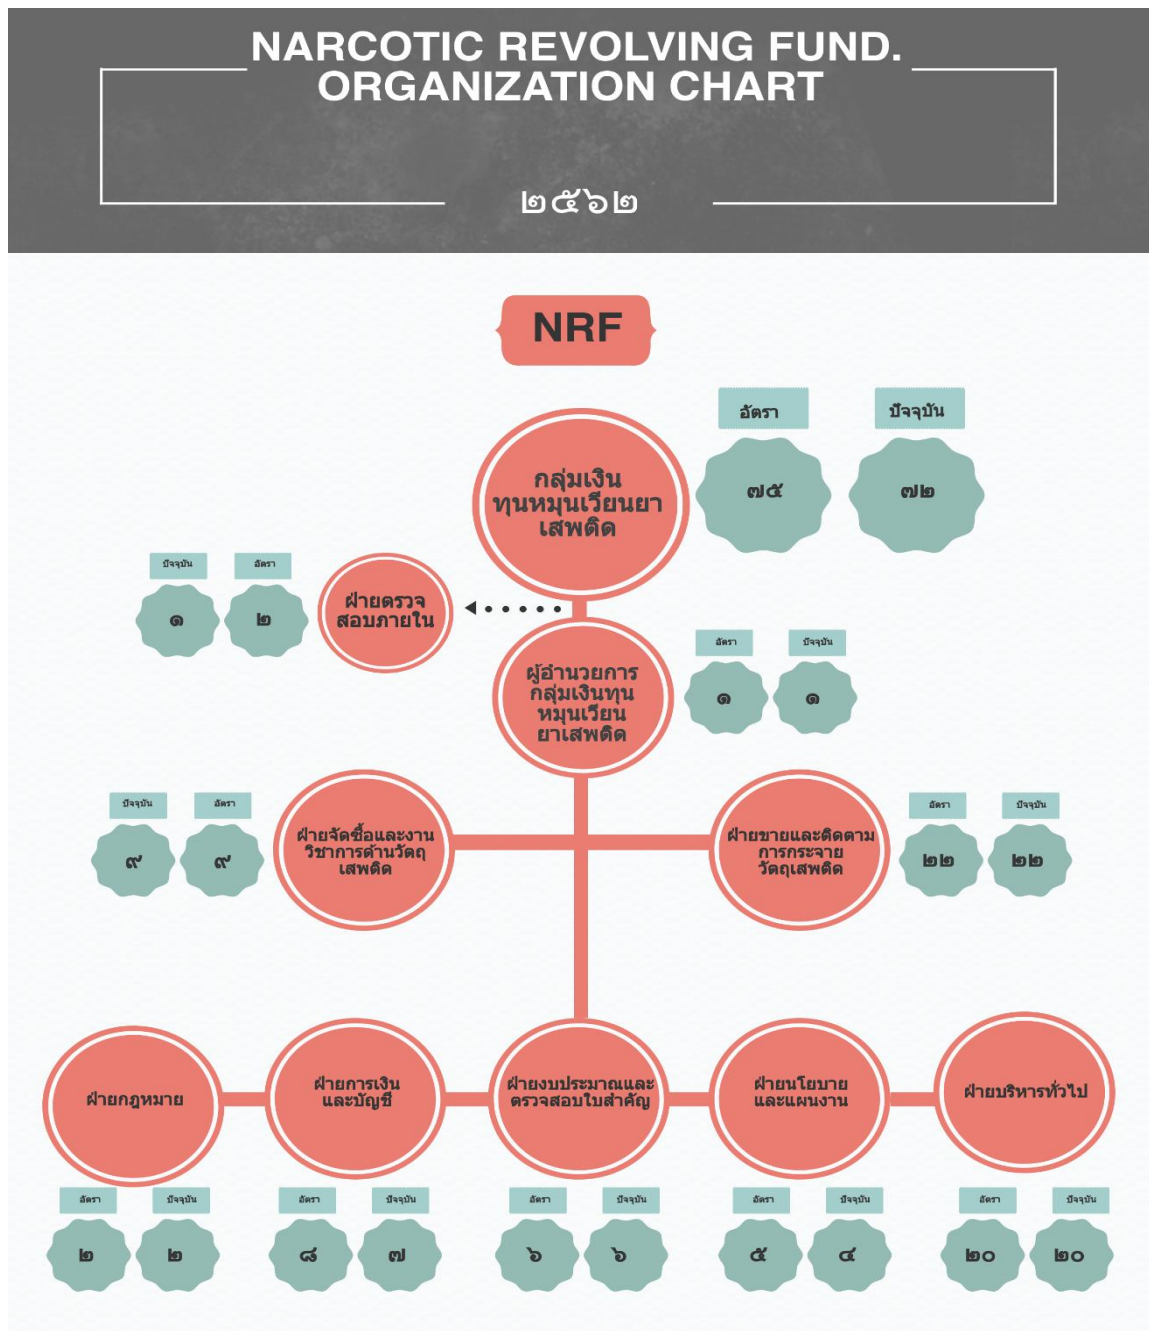 NARCOTIC REVOLVING FUND.
ORGANIZATION CHART
๒๕๖๒
NRF
อัตรา
ปัจจุบัน
กลุ่มเงิน
ทุนหมุนเวียนยา
เสพติด
๗๕
๗๒
ปัจจุบัน
อัตรา
๑
๒
ฝ่ายตรวจ
สอบภายใน
ผู้อำนวยการ
กลุ่มเงินทุน
หมุนเวียน
ยาเสพติด
อัตรา
ปัจจุบัน
๑
๑
ปัจจุบัน
อัตรา
๙
๙
ฝ่ายจัดซื้อและงาน
วิชาการด้านวัตถุ
เสพติด
ฝ่ายขายและติดตาม
การกระจาย
วัตถุเสพติด
อัตรา
ปัจจุบัน
๒๒
๒๒
ฝ่ายกฎหมาย
ฝ่ายการเงิน
และบัญชี
ฝ่ายงบประมาณและ
ตรวจสอบใบสำคัญ
ฝ่ายนโยบาย
และแผนงาน
ฝ่ายบริหารทั่วไป
อัตรา
ปัจจุบัน
๒
๒
อัตรา
ปัจจุบัน
๘
๗
อัตรา
ปัจจุบัน
๖
๖
อัตรา
ปัจจุบัน
๕
๔
อัตรา
ปัจจุบัน
๒๐
๒๐